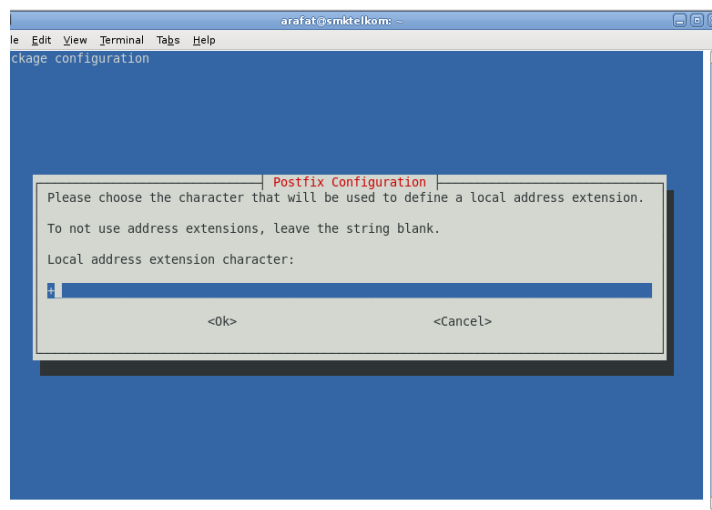 arafat@smktelkom: ~
le Edit View Terminal Tabs Help
ckage configuration
Postfix Configuration
Please choose the character that will be used to define a local address extension.
To not use address extensions, leave the string blank.
Local address extension character:
+
<Ok> <Cancel>